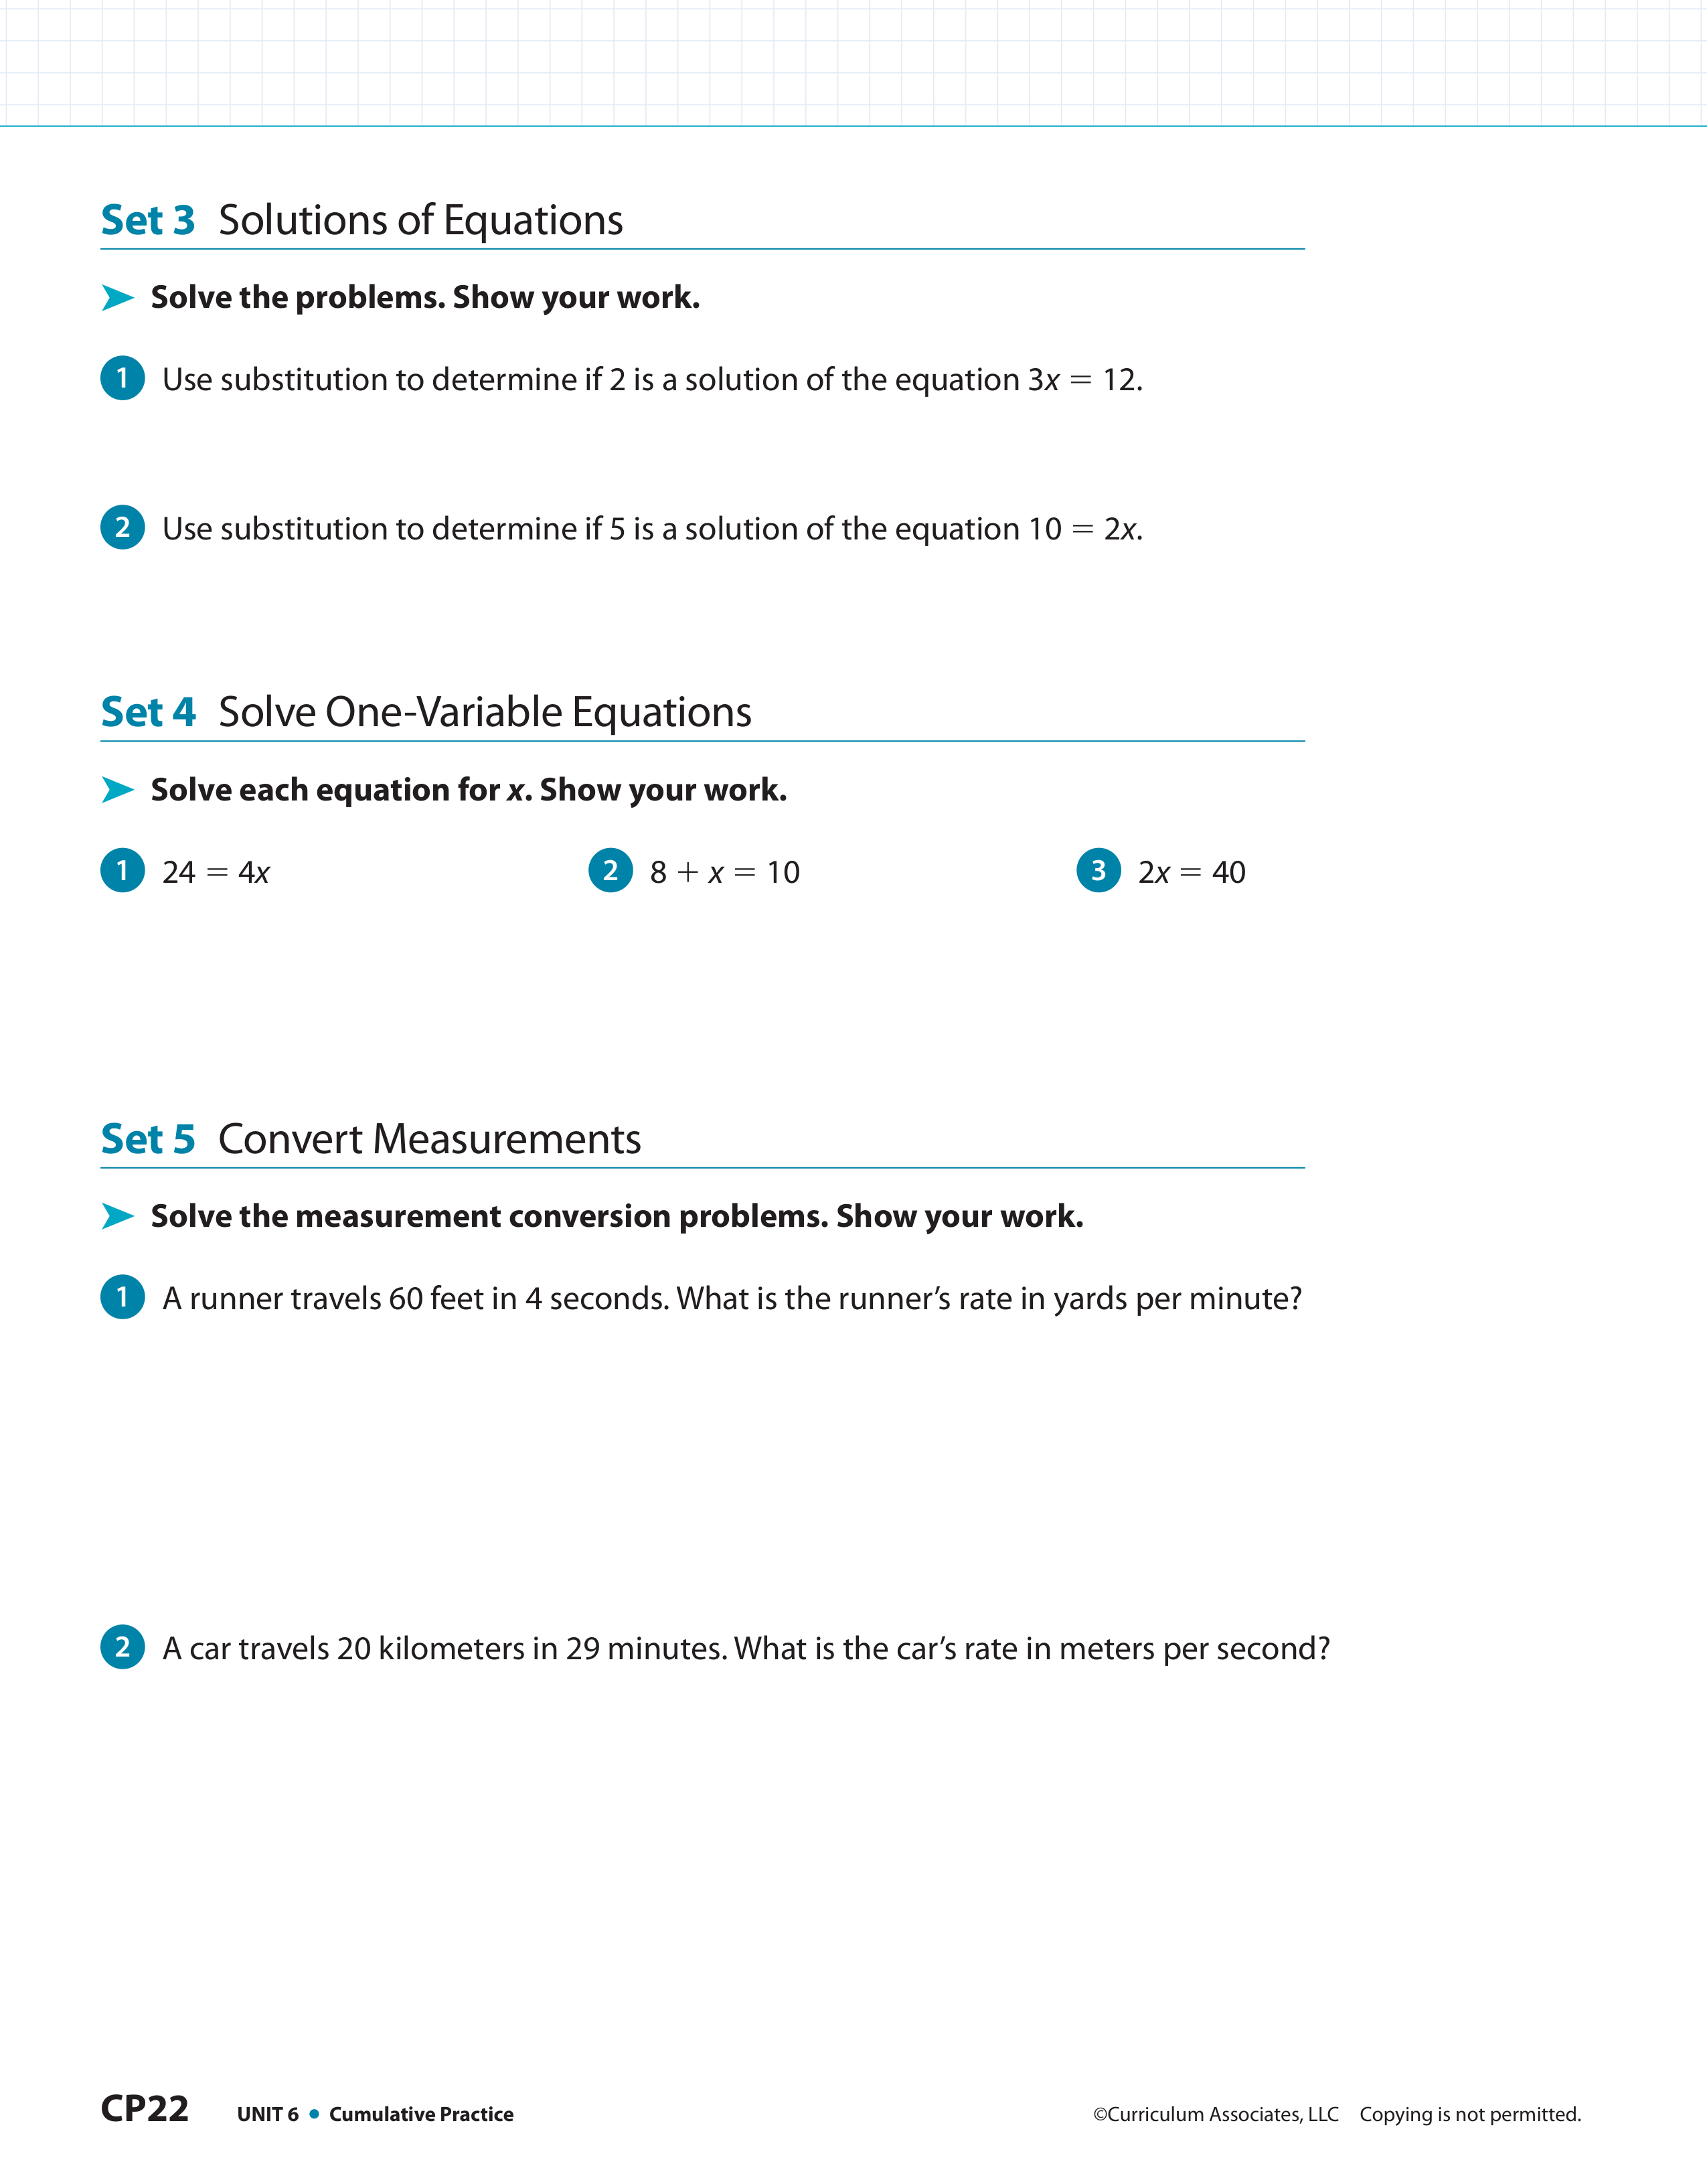 Set 3 Solutions of Equations
Solve the problems. Show your work.
1 Use substitution to determine if 2 is a solution of the equation 3x = 12.
2 Use substitution to determine if 5 is a solution of the equation 10 = 2x.
Set 4 Solve One-Variable Equations
Solve each equation for x. Show your work.
1 24 = 4x 2 8 + x = 10 3 2x = 40
Set 5 Convert Measurements
Solve the measurement conversion problems. Show your work.
1 A runner travels 60 feet in 4 seconds. What is the runner’s rate in yards per minute?
2 A car travels 20 kilometers in 29 minutes. What is the car’s rate in meters per second?
CP22 UNIT 6 • Cumulative Practice ©Curriculum Associates, LLC Copying is not permitted.